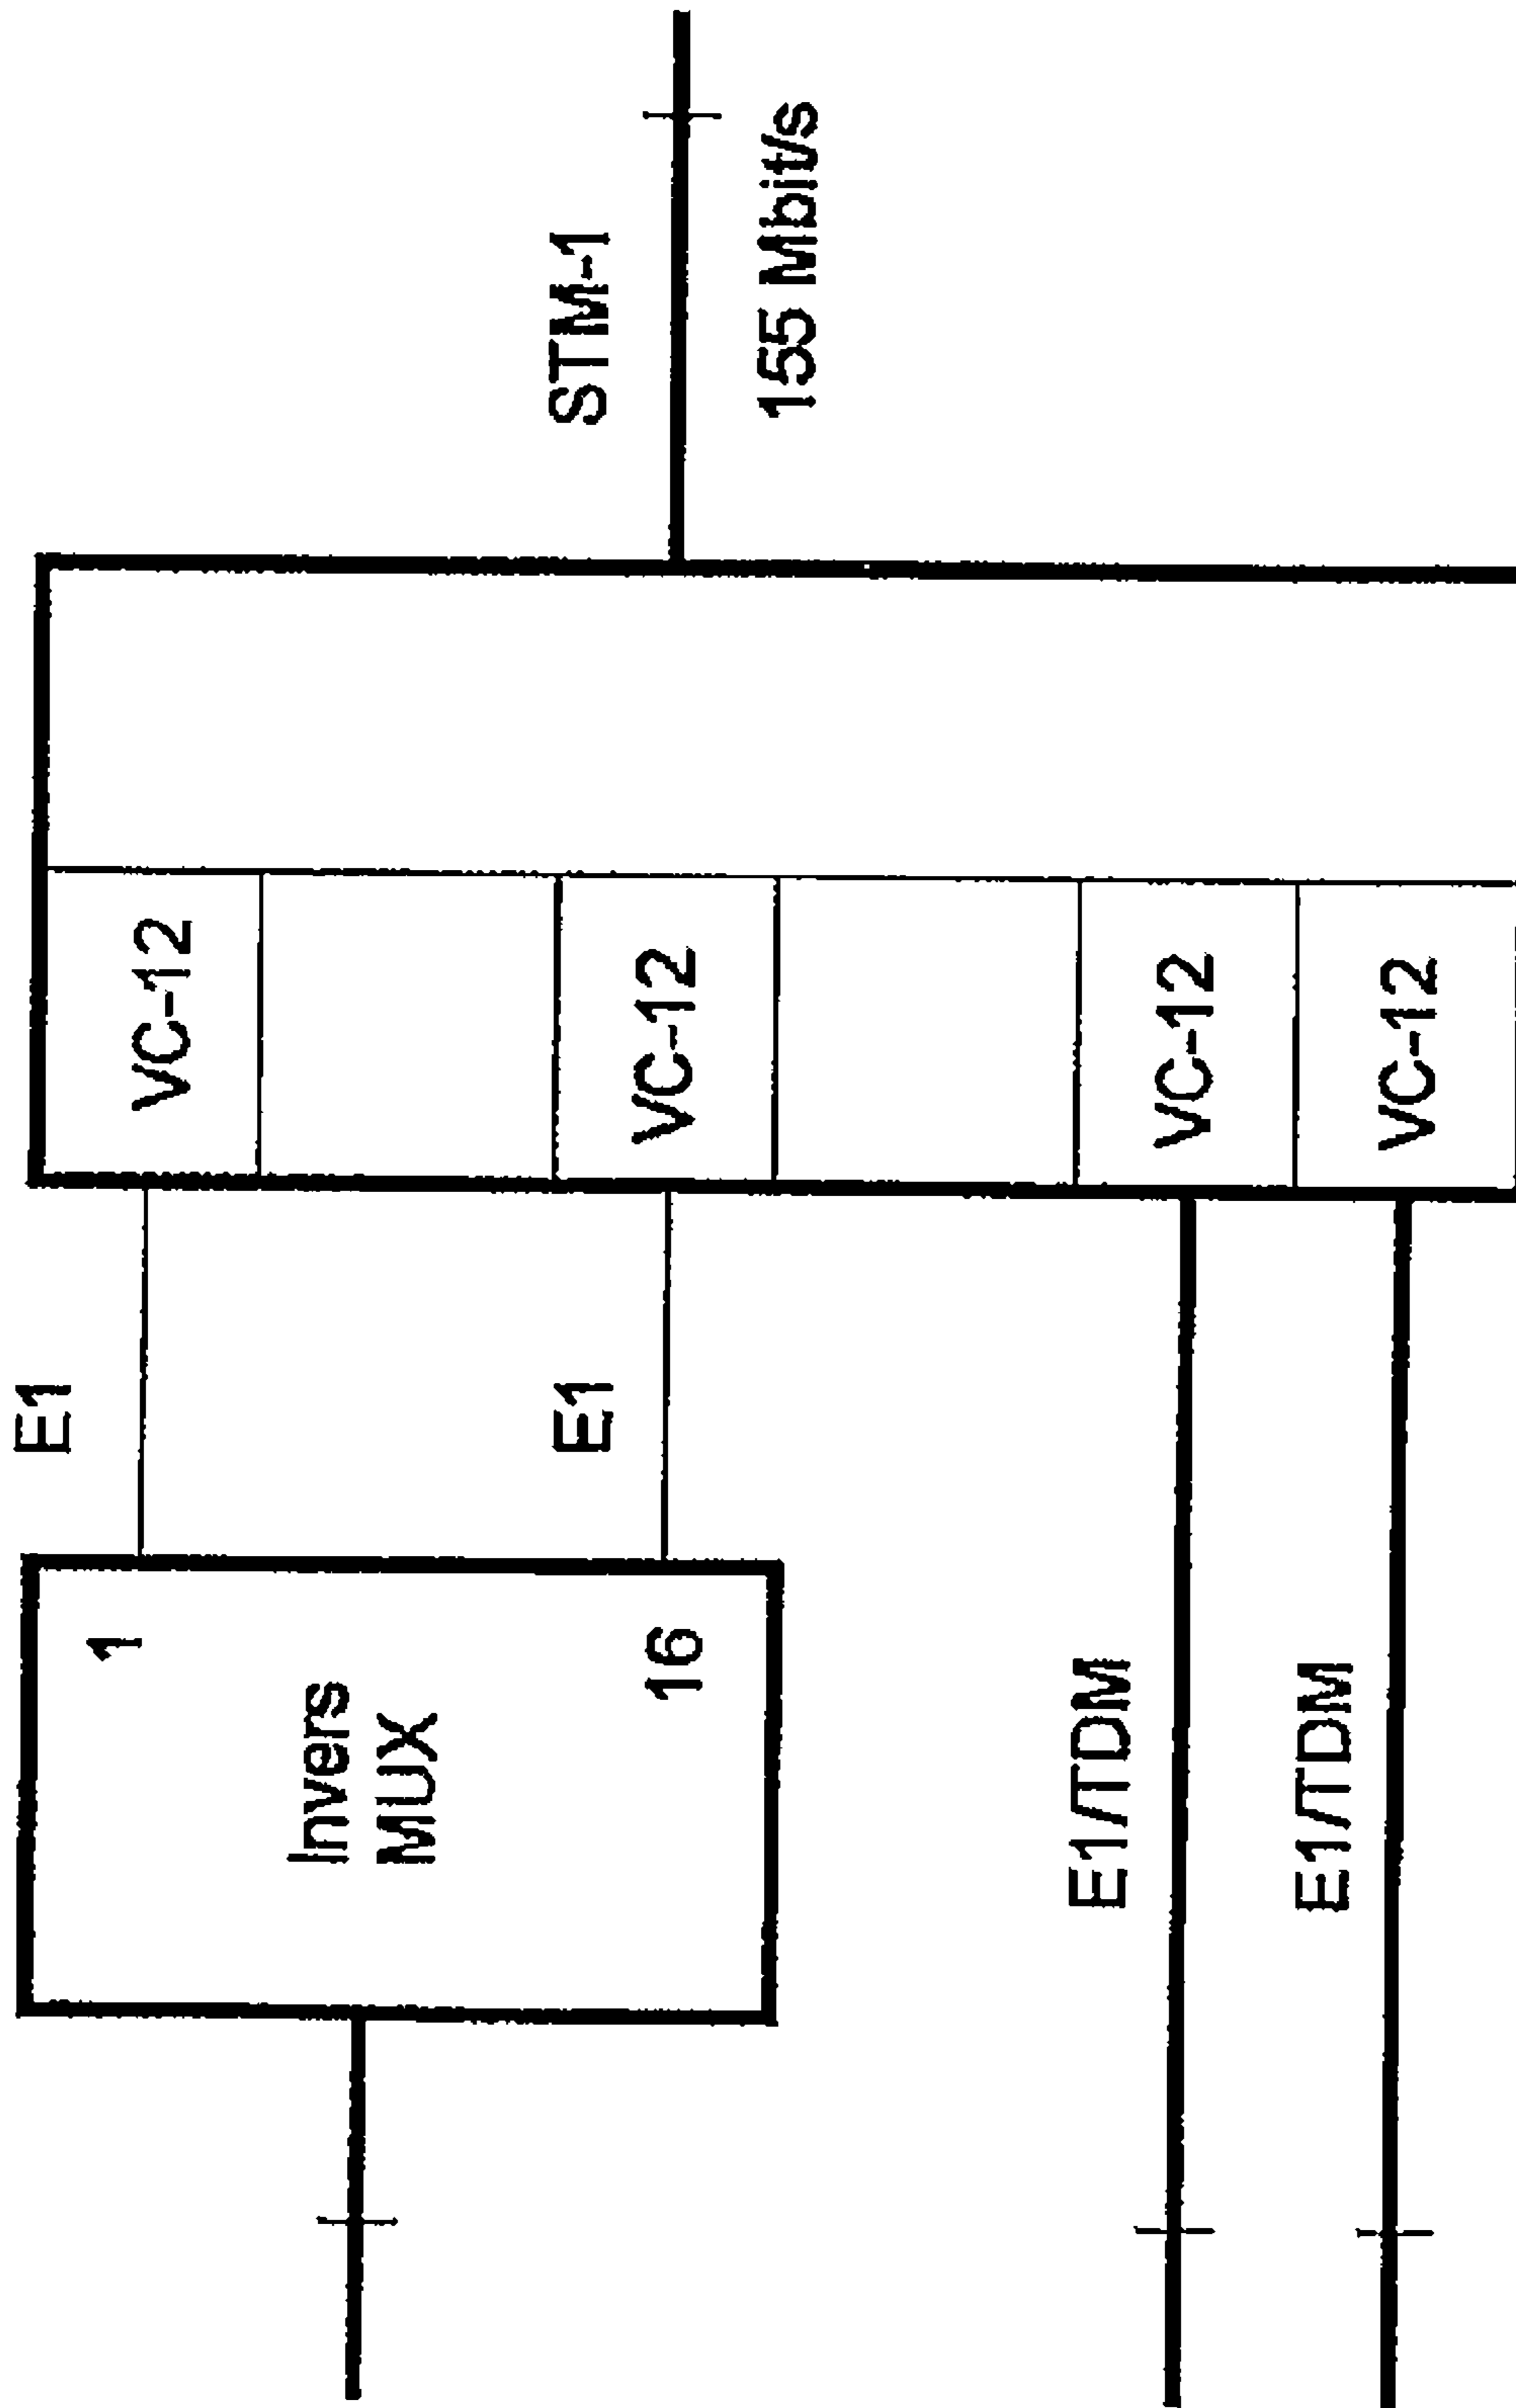 E1
1
Invers
MUX
E1
16
E1/TDM
E1/TDM
VC-12
VC-12
VC-12
VC-12
STM-1
155 Mbit/s